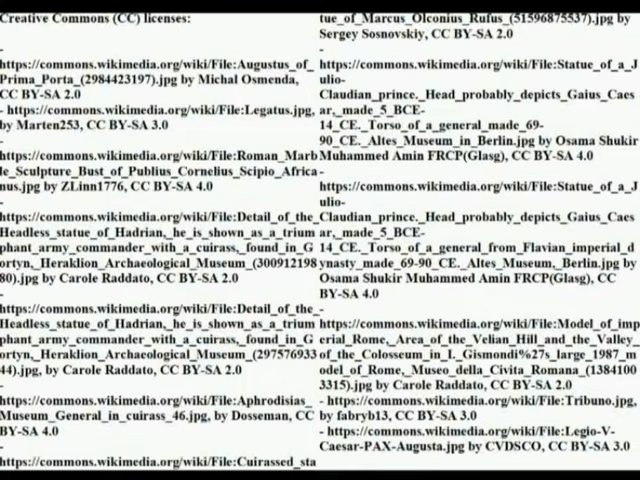 Creative Commons (CC) licenses:
-
https://commons.wikimedia.org/wiki/File:Augustus_of_
Prima_Porta_(2984423197).jpg by Michal Osmenda,
CC BY-SA 2.0
- https://commons.wikimedia.org/wiki/File:Legatus.jpg,
by Marten253, CC BY-SA 3.0
-
https://commons.wikimedia.org/wiki/File:Roman_Marb
le_Sculpture_Bust_of_Publius_Cornelius_Scipio_Africa
nus.jpg by ZLinn1776, CC BY-SA 4.0
-
https://commons.wikimedia.org/wiki/File:Detail_of_the_
Headless_statue_of_Hadrian,_he_is_shown_as_a_trium
phant_army_commander_with_a_cuirass,_found_in_G
ortyn,_Heraklion_Archaeological_Museum_(300912198
80).jpg by Carole Raddato, CC BY-SA 2.0
-
https://commons.wikimedia.org/wiki/File:Detail_of_the_
Headless_statue_of_Hadrian,_he_is_shown_as_a_trium
phant_army_commander_with_a_cuirass,_found_in_G
ortyn,_Heraklion_Archaeological_Museum_(297576933
44).jpg, by Carole Raddato, CC BY-SA 2.0
-
https://commons.wikimedia.org/wiki/File:Aphrodisias_
Museum_General_in_cuirass_46.jpg, by Dosseman, CC
BY-SA 4.0
-
https://commons.wikimedia.org/wiki/File:Cuirassed_sta
tue_of_Marcus_Olconius_Rufus_(51596875537).jpg by
Sergey Sosnovskiy, CC BY-SA 2.0
-
https://commons.wikimedia.org/wiki/File:Statue_of_a_J
ulio-
Claudian_prince._Head_probably_depicts_Gaius_Caes
ar,_made_5_BCE-
14_CE._Torso_of_a_general_made_69-
90_CE._Altes_Museum_in_Berlin.jpg by Osama Shukir
Muhammed Amin FRCP(Glasg), CC BY-SA 4.0
-
https://commons.wikimedia.org/wiki/File:Statue_of_a_J
ulio-
Claudian_prince._Head_probably_depicts_Gaius_Caes
ar,_made_5_BCE-
14_CE._Torso_of_a_general_from_Flavian_imperial_d
ynasty_made_69-90_CE._Altes_Museum,_Berlin.jpg by
Osama Shukir Muhammed Amin FRCP(Glasg), CC
BY-SA 4.0
-
https://commons.wikimedia.org/wiki/File:Model_of_imp
erial_Rome,_Area_of_the_Velian_Hill_and_the_Valley_
of_the_Colosseum_in_I._Gismondi%27s_large_1987_m
odel_of_Rome,_Museo_della_Civita_Romana_(1384100
3315).jpg by Carole Raddato, CC BY-SA 2.0
- https://commons.wikimedia.org/wiki/File:Tribuno.jpg,
by fabryb13, CC BY-SA 3.0
- https://commons.wikimedia.org/wiki/File:Legio-V-
Caesar-PAX-Augusta.jpg by CVDSCO, CC BY-SA 3.0